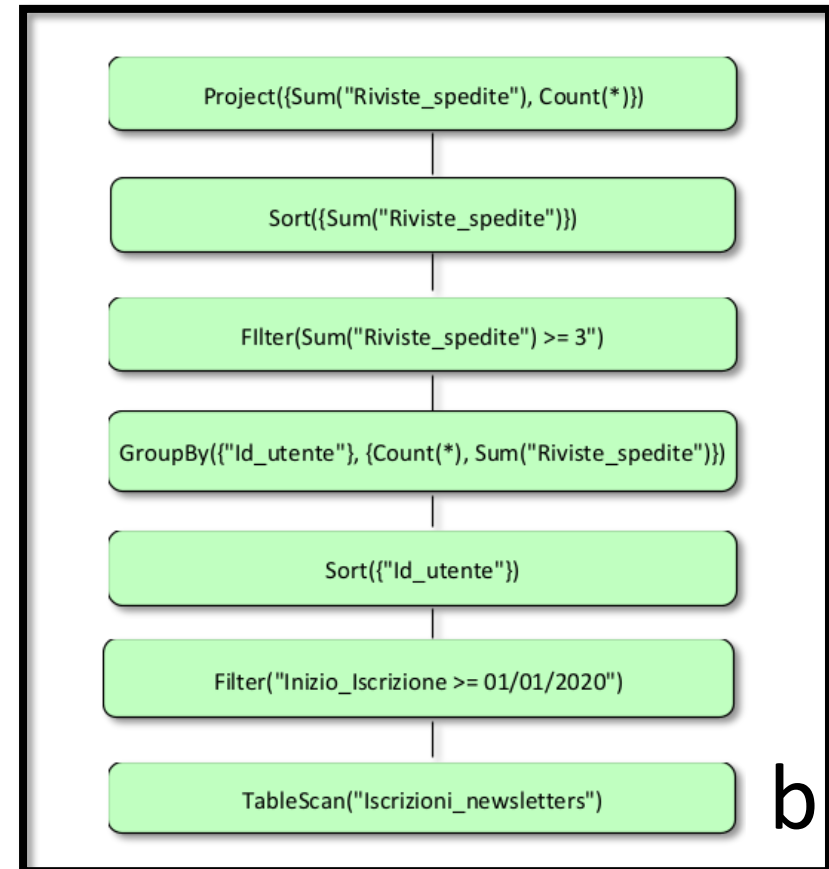 Project({Sum("Riviste_spedite"), Count(*)})
Sort({Sum("Riviste_spedite")})
FIlter(Sum("Riviste_spedite") >= 3")
GroupBy({"Id_utente"}, {Count(*), Sum("Riviste_spedite")})
Sort({"Id_utente"})
Filter("Inizio_Iscrizione >= 01/01/2020")
TableScan("Iscrizioni_newsletters")
b